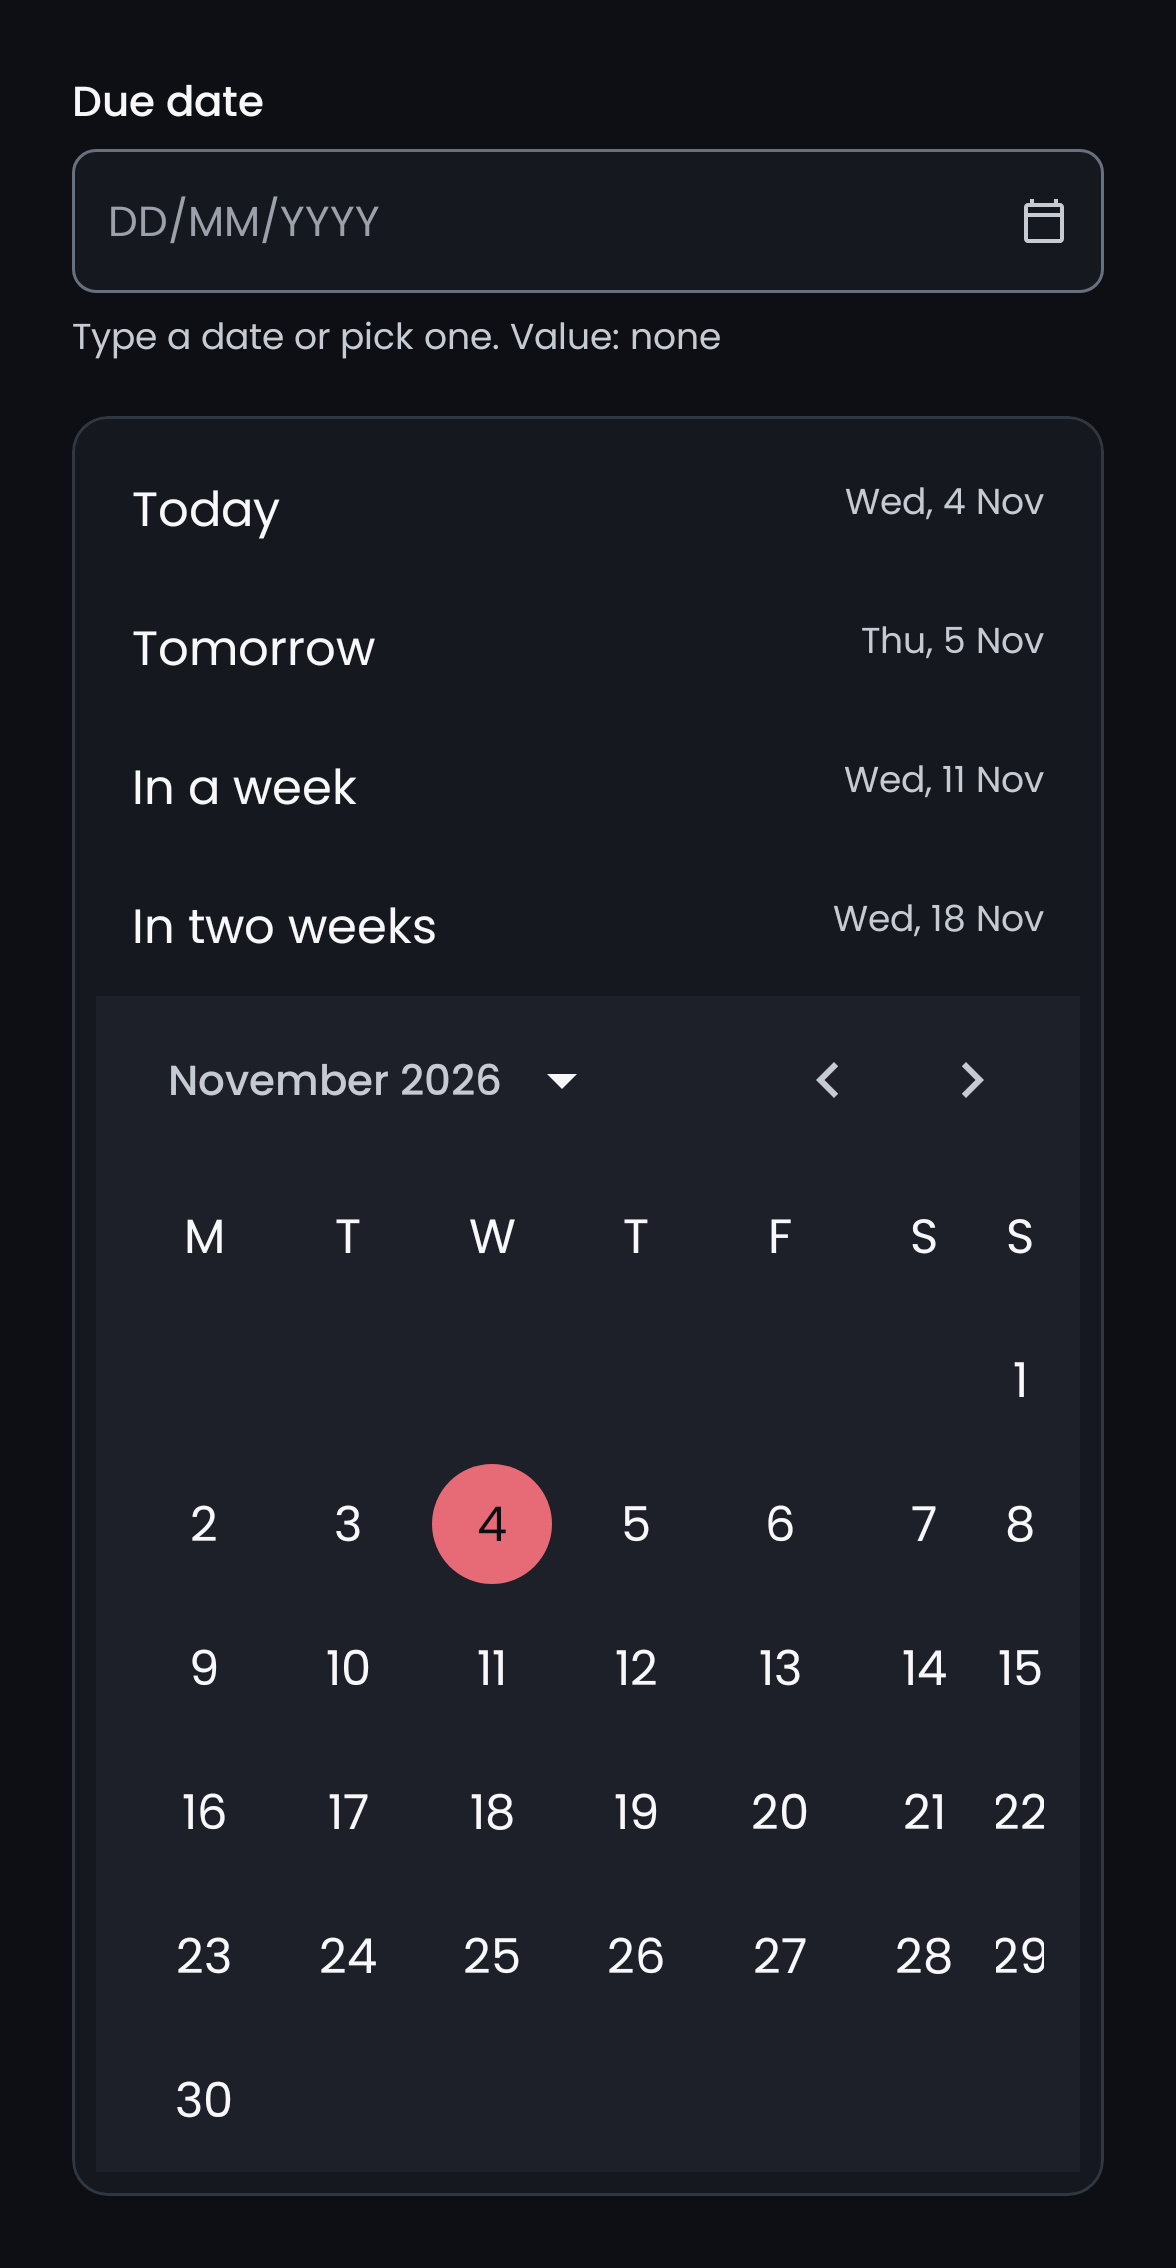 Due date
DD/MM/YYYY
Type a date or pick one. Value: none
Today Wed, 4 Nov
Tomorrow Thu, 5 Nov
In a week Wed, 11 Nov
In two weeks Wed, 18 Nov
November 2026
M T W T F S S
1
2 3 4 5 6 7 8
9 10 11 12 13 14 15
16 17 18 19 20 21 22
23 24 25 26 27 28 29
30